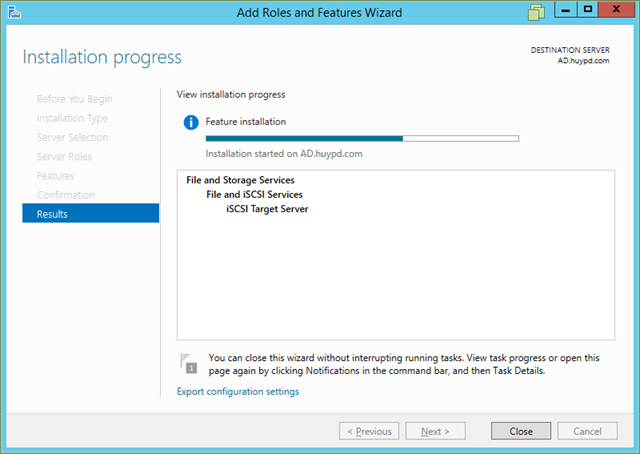 Add Roles and Features Wizard
Installation progress
DESTINATION SERVER
AD.huypd.com
Before You Begin
Installation Type
Server Selection
Server Roles
Features
Confirmation
Results
View installation progress
Feature installation
Installation started on AD.huypd.com
File and Storage Services
File and iSCSI Services
iSCSI Target Server
1
You can close this wizard without interrupting running tasks. View task progress or open this
page again by clicking Notifications in the command bar, and then Task Details.
Export configuration settings
< Previous
Next >
Close
Cancel